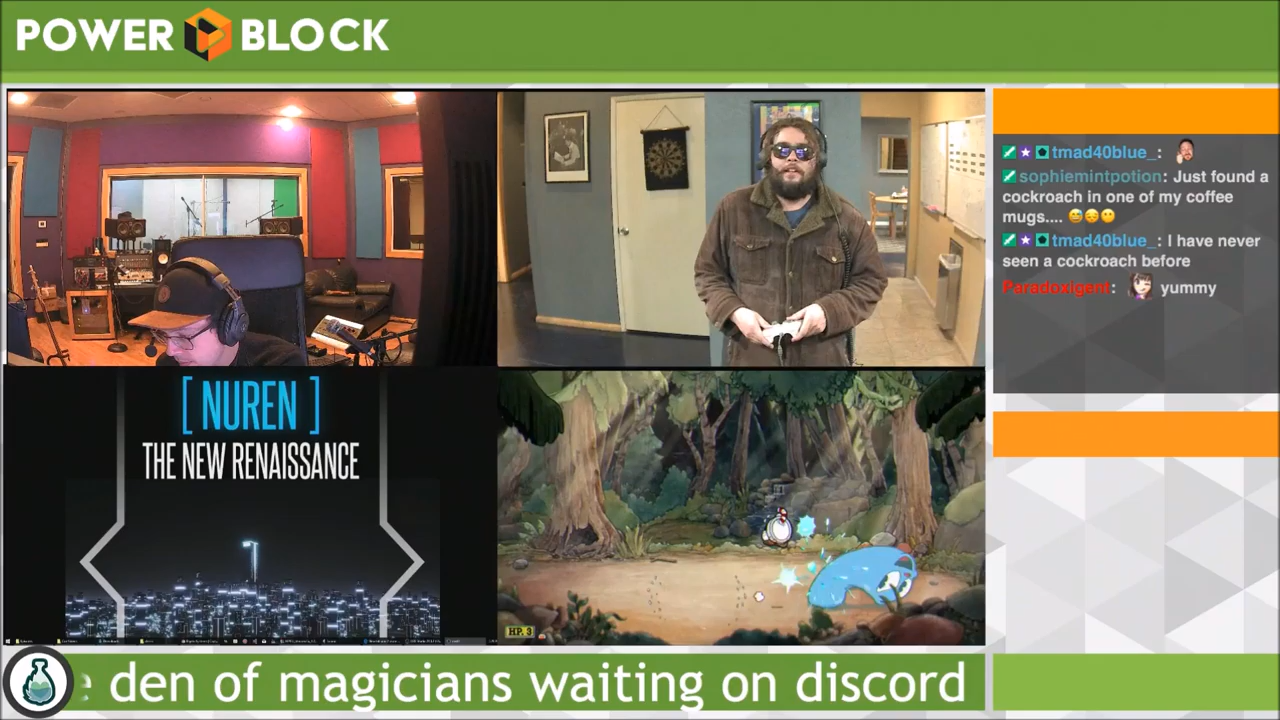 POWER BLOCK
tmad40blue_:
sophiemintpotion: Just found a
cockroach in one of my coffee
mugs....
tmad40blue_: I have never
seen a cockroach before
Paradoxigent: yummy
[ NUREN ]
THE NEW RENAISSANCE
HP. 3
den of magicians waiting on discord